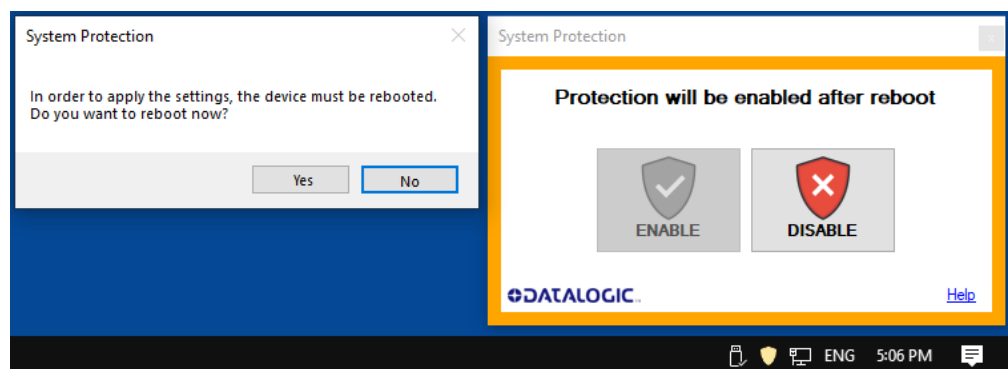 System Protection
In order to apply the settings, the device must be rebooted.
Do you want to reboot now?
Yes
No
System Protection
Protection will be enabled after reboot
ENABLE
DISABLE
DATALOGIC
Help
ENG
5:06 PM